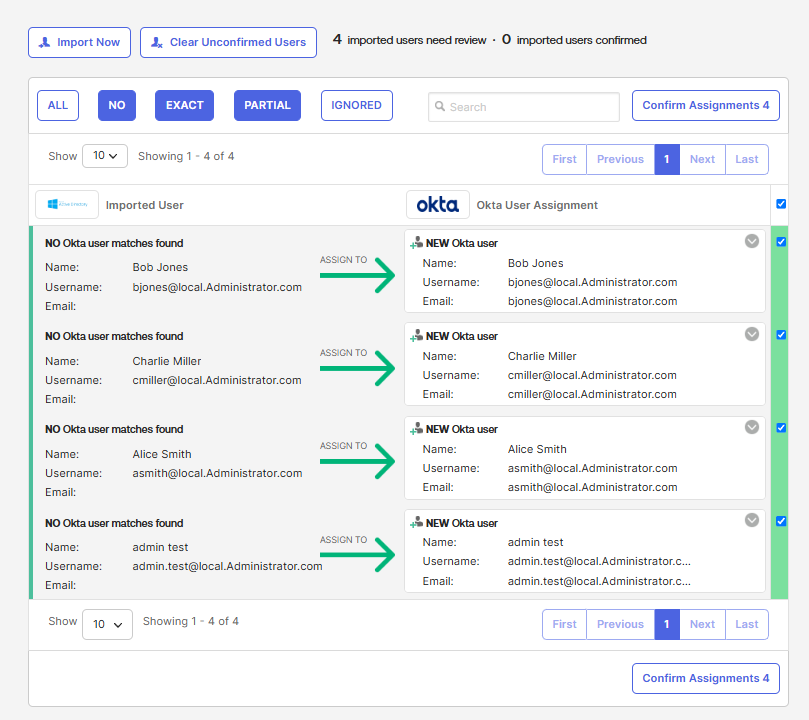 Import Now Clear Unconfirmed Users 4 imported users need review · 0 imported users confirmed
ALL NO EXACT PARTIAL IGNORED Search Confirm Assignments 4
Show 10 Showing 1 - 4 of 4 First Previous 1 Next Last
Imported User okta Okta User Assignment
NO Okta user matches found
Name: Bob Jones
Username: bjones@local.Administrator.com
Email:
ASSIGN TO
NEW Okta user
Name: Bob Jones
Username: bjones@local.Administrator.com
Email: bjones@local.Administrator.com
NO Okta user matches found
Name: Charlie Miller
Username: cmiller@local.Administrator.com
Email:
ASSIGN TO
NEW Okta user
Name: Charlie Miller
Username: cmiller@local.Administrator.com
Email: cmiller@local.Administrator.com
NO Okta user matches found
Name: Alice Smith
Username: asmith@local.Administrator.com
Email:
ASSIGN TO
NEW Okta user
Name: Alice Smith
Username: asmith@local.Administrator.com
Email: asmith@local.Administrator.com
NO Okta user matches found
Name: admin test
Username: admin.test@local.Administrator.com
Email:
ASSIGN TO
NEW Okta user
Name: admin test
Username: admin.test@local.Administrator.c...
Email: admin.test@local.Administrator.c...
Show 10 Showing 1 - 4 of 4 First Previous 1 Next Last
Confirm Assignments 4